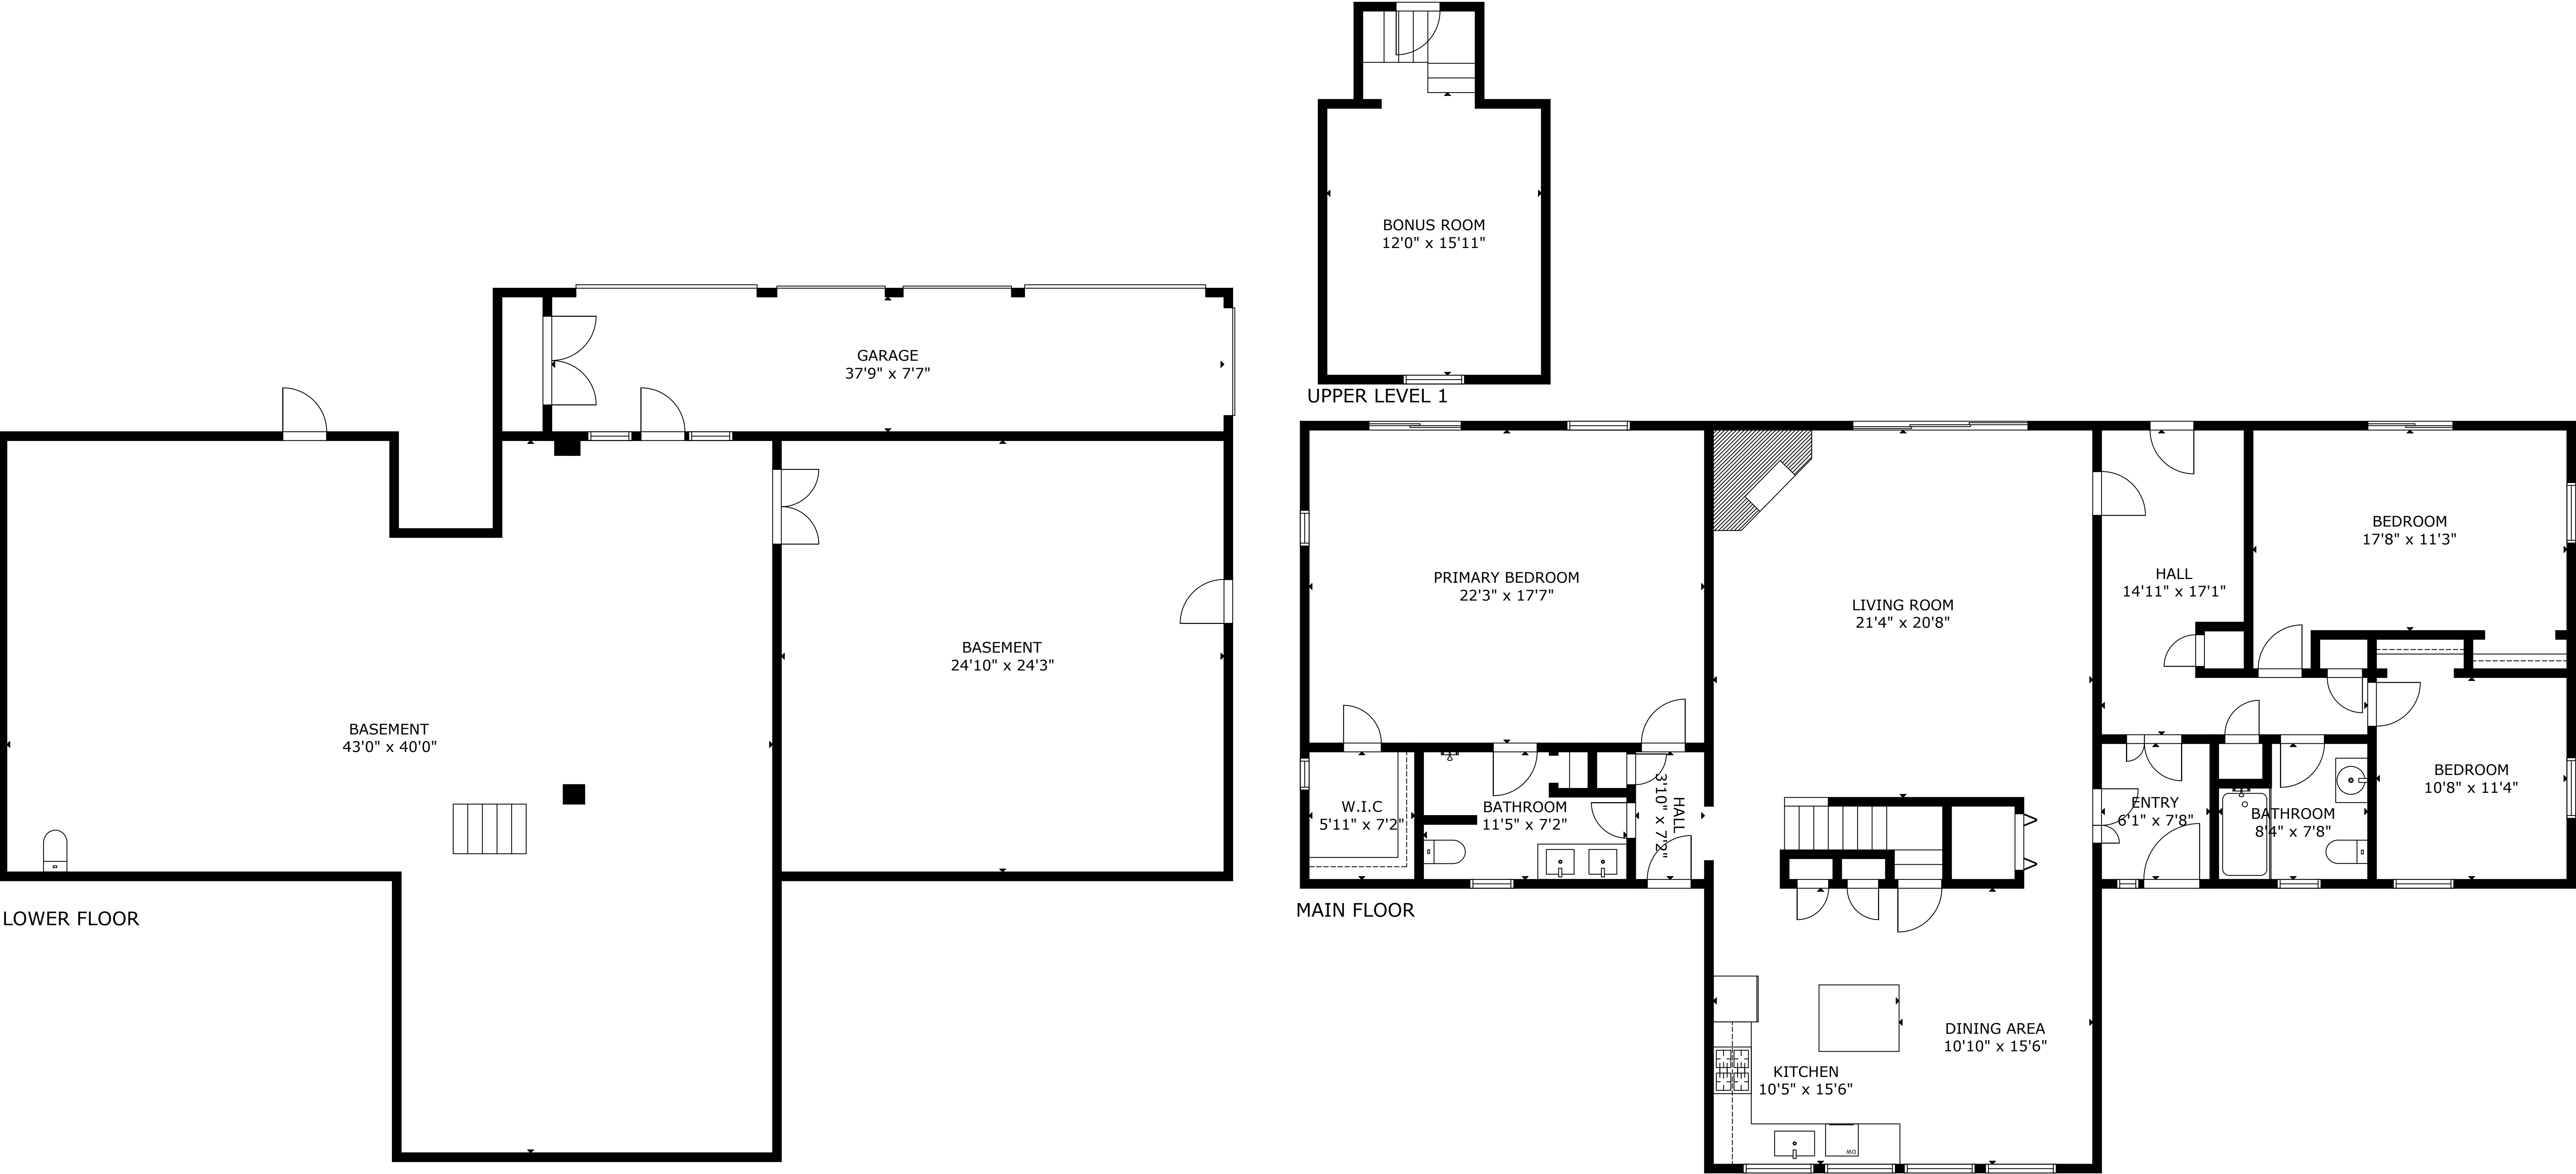 BONUS ROOM
12'0" x 15'11"
UPPER LEVEL 1
GARAGE
37'9" x 7'7"
BASEMENT
24'10" x 24'3"
BASEMENT
43'0" x 40'0"
LOWER FLOOR
PRIMARY BEDROOM
22'3" x 17'7"
LIVING ROOM
21'4" x 20'8"
HALL
14'11" x 17'1"
BEDROOM
17'8" x 11'3"
W.I.C
5'11" x 7'2"
BATHROOM
11'5" x 7'2"
HALL
3'10" x 7'2"
ENTRY
6'1" x 7'8"
BATHROOM
8'4" x 7'8"
BEDROOM
10'8" x 11'4"
MAIN FLOOR
DINING AREA
10'10" x 15'6"
KITCHEN
10'5" x 15'6"
DW